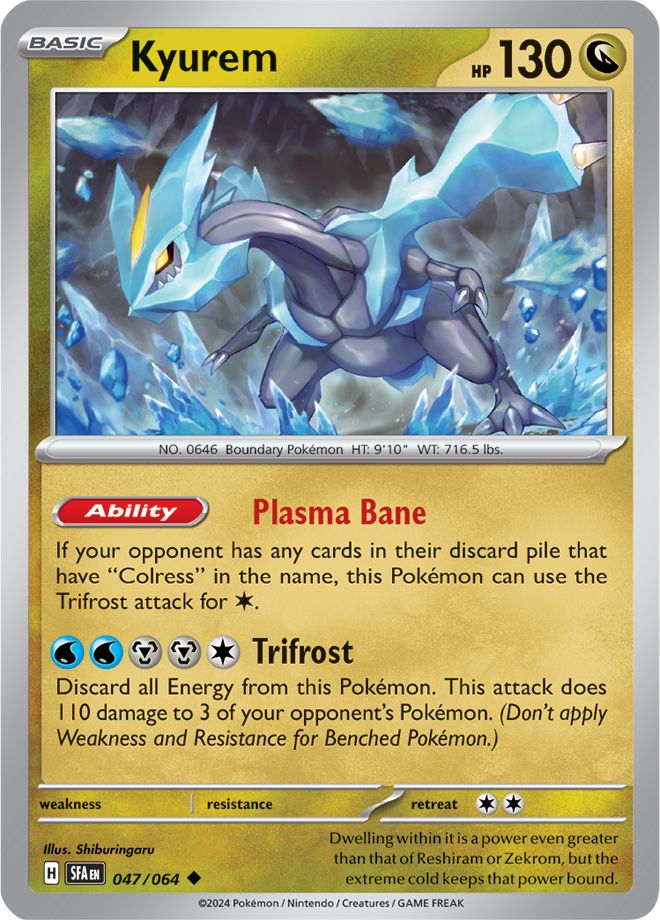 BASIC
Kyurem
HP 130
NO. 0646 Boundary Pokémon HT: 9'10" WT: 716.5 lbs.
Ability Plasma Bane
If your opponent has any cards in their discard pile that
have “Colress” in the name, this Pokémon can use the
Trifrost attack for .
Trifrost
Discard all Energy from this Pokémon. This attack does
110 damage to 3 of your opponent’s Pokémon. (Don’t apply
Weakness and Resistance for Benched Pokémon.)
weakness resistance retreat
Illus. Shiburingaru
Dwelling within it is a power even greater
than that of Reshiram or Zekrom, but the
extreme cold keeps that power bound.
H SFA EN 047/064
©2024 Pokémon / Nintendo / Creatures / GAME FREAK